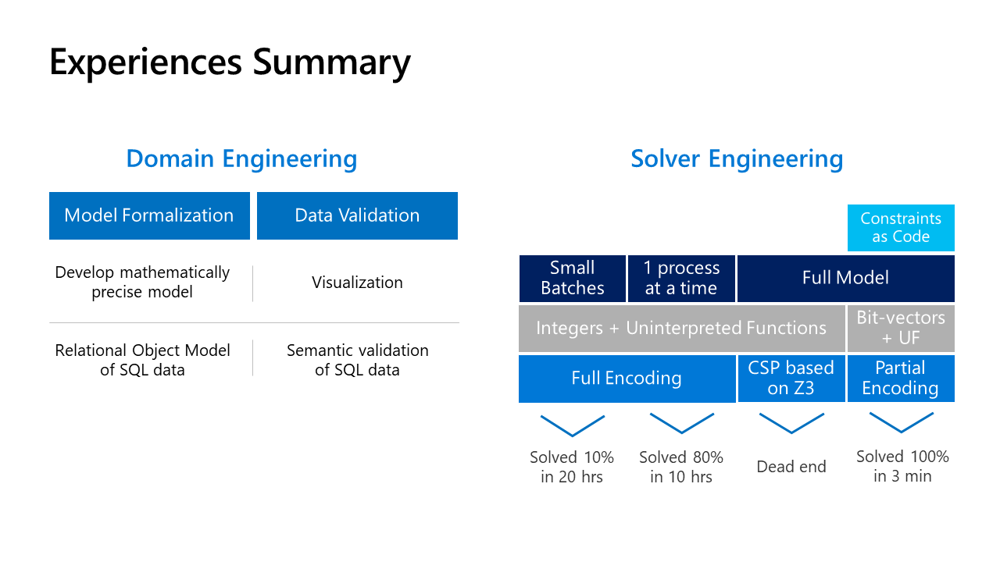 Experiences Summary
Domain Engineering
Model Formalization
Data Validation
Develop mathematically
precise model
Visualization
Relational Object Model
of SQL data
Semantic validation
of SQL data
Solver Engineering
Constraints
as Code
Small
Batches
1 process
at a time
Full Model
Integers + Uninterpreted Functions
Bit-vectors
+ UF
Full Encoding
CSP based
on Z3
Partial
Encoding
Solved 10%
in 20 hrs
Solved 80%
in 10 hrs
Dead end
Solved 100%
in 3 min